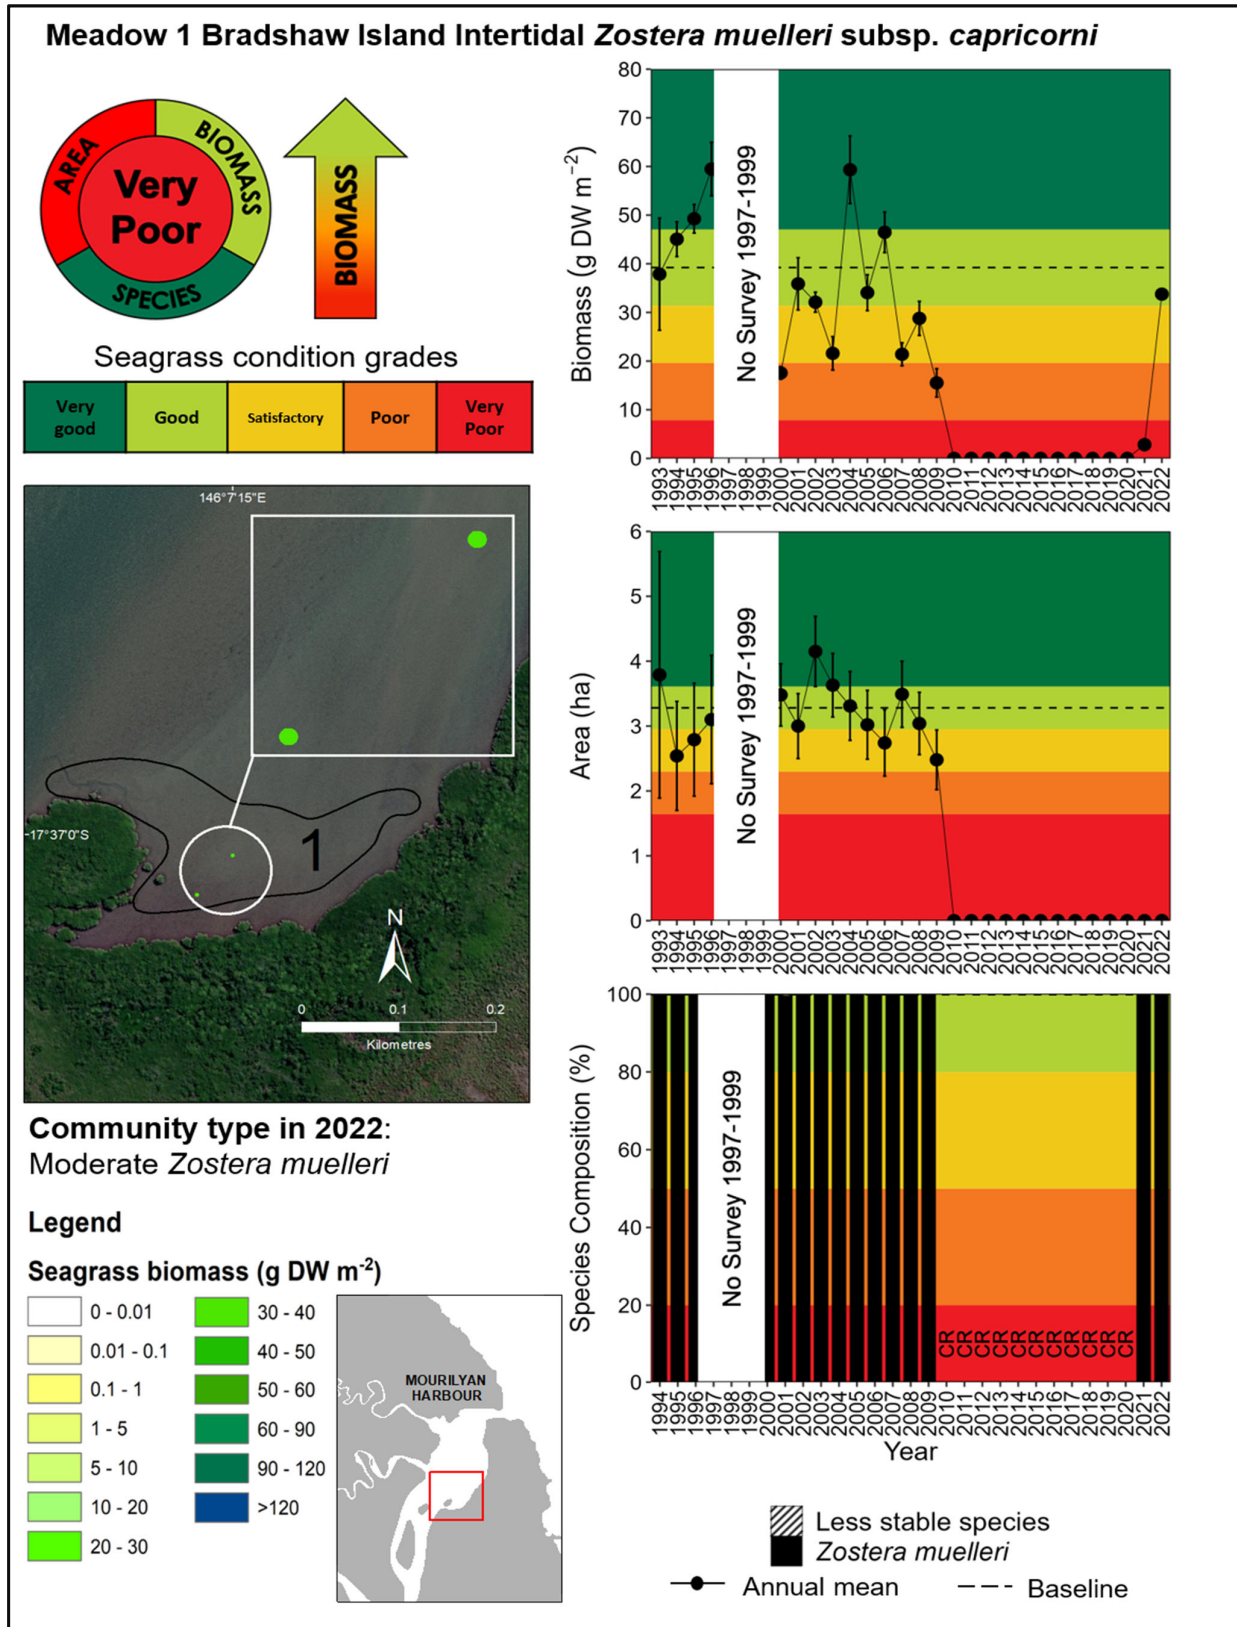 Meadow 1 Bradshaw Island Intertidal Zostera muelleri subsp. capricorni
AREA
BIOMASS
SPECIES
Very
Poor
BIOMASS
Seagrass condition grades
Very
good
Good
Satisfactory
Poor
Very
Poor
146°7'15"E
-17°37'0"S
1
N
0 0.1 0.2
Kilometres
Community type in 2022:
Moderate Zostera muelleri
Legend
Seagrass biomass (g DW m-2)
0 - 0.01
0.01 - 0.1
0.1 - 1
1 - 5
5 - 10
10 - 20
20 - 30
30 - 40
40 - 50
50 - 60
60 - 90
90 - 120
>120
MOURILYAN
HARBOUR
Biomass (g DW m−2)
80
70
60
50
40
30
20
10
0
No Survey 1997-1999
1993 1994 1995 1996 1997 1998 1999 2000 2001 2002 2003 2004 2005 2006 2007 2008 2009 2010 2011 2012 2013 2014 2015 2016 2017 2018 2019 2020 2021 2022
Area (ha)
6
5
4
3
2
1
0
No Survey 1997-1999
1993 1994 1995 1996 1997 1998 1999 2000 2001 2002 2003 2004 2005 2006 2007 2008 2009 2010 2011 2012 2013 2014 2015 2016 2017 2018 2019 2020 2021 2022
Species Composition (%)
100
80
60
40
20
0
No Survey 1997-1999
CR CR CR CR CR CR CR CR CR CR CR
1994 1995 1996 1997 1998 1999 2000 2001 2002 2003 2004 2005 2006 2007 2008 2009 2010 2011 2012 2013 2014 2015 2016 2017 2018 2019 2020 2021 2022
Year
Less stable species
Zostera muelleri
Annual mean
Baseline